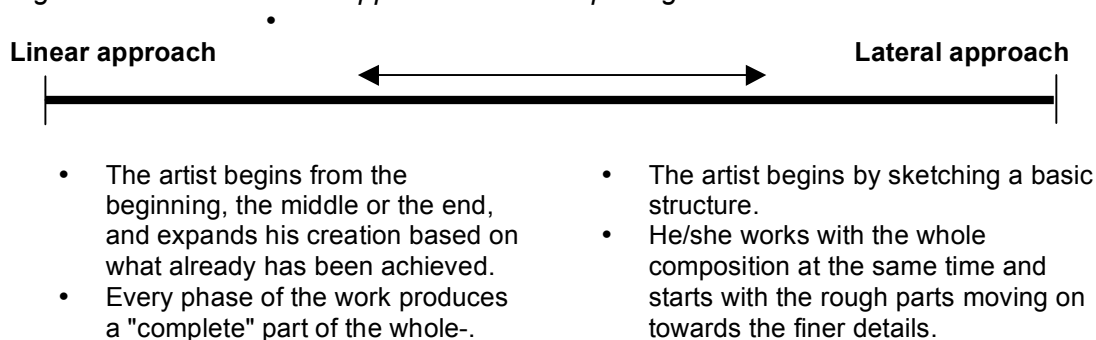 Linear approach
Lateral approach
• The artist begins from the
beginning, the middle or the end,
and expands his creation based on
what already has been achieved.
• Every phase of the work produces
a "complete" part of the whole-.
• The artist begins by sketching a basic
structure.
• He/she works with the whole
composition at the same time and
starts with the rough parts moving on
towards the finer details.